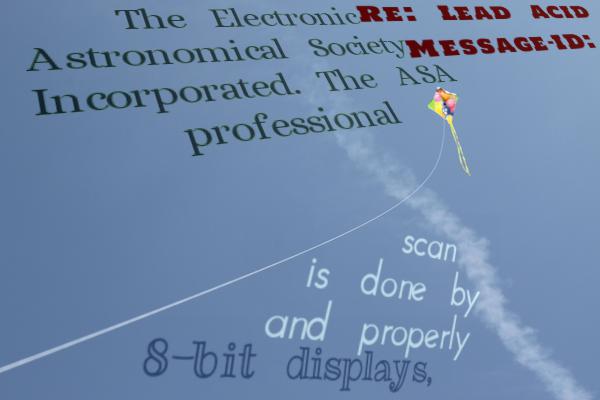 The Electronic
Astronomical Society
Incorporated. The ASA
professional
Re: Lead acid
Message-ID:
scan
is done by
and properly
8-bit displays,